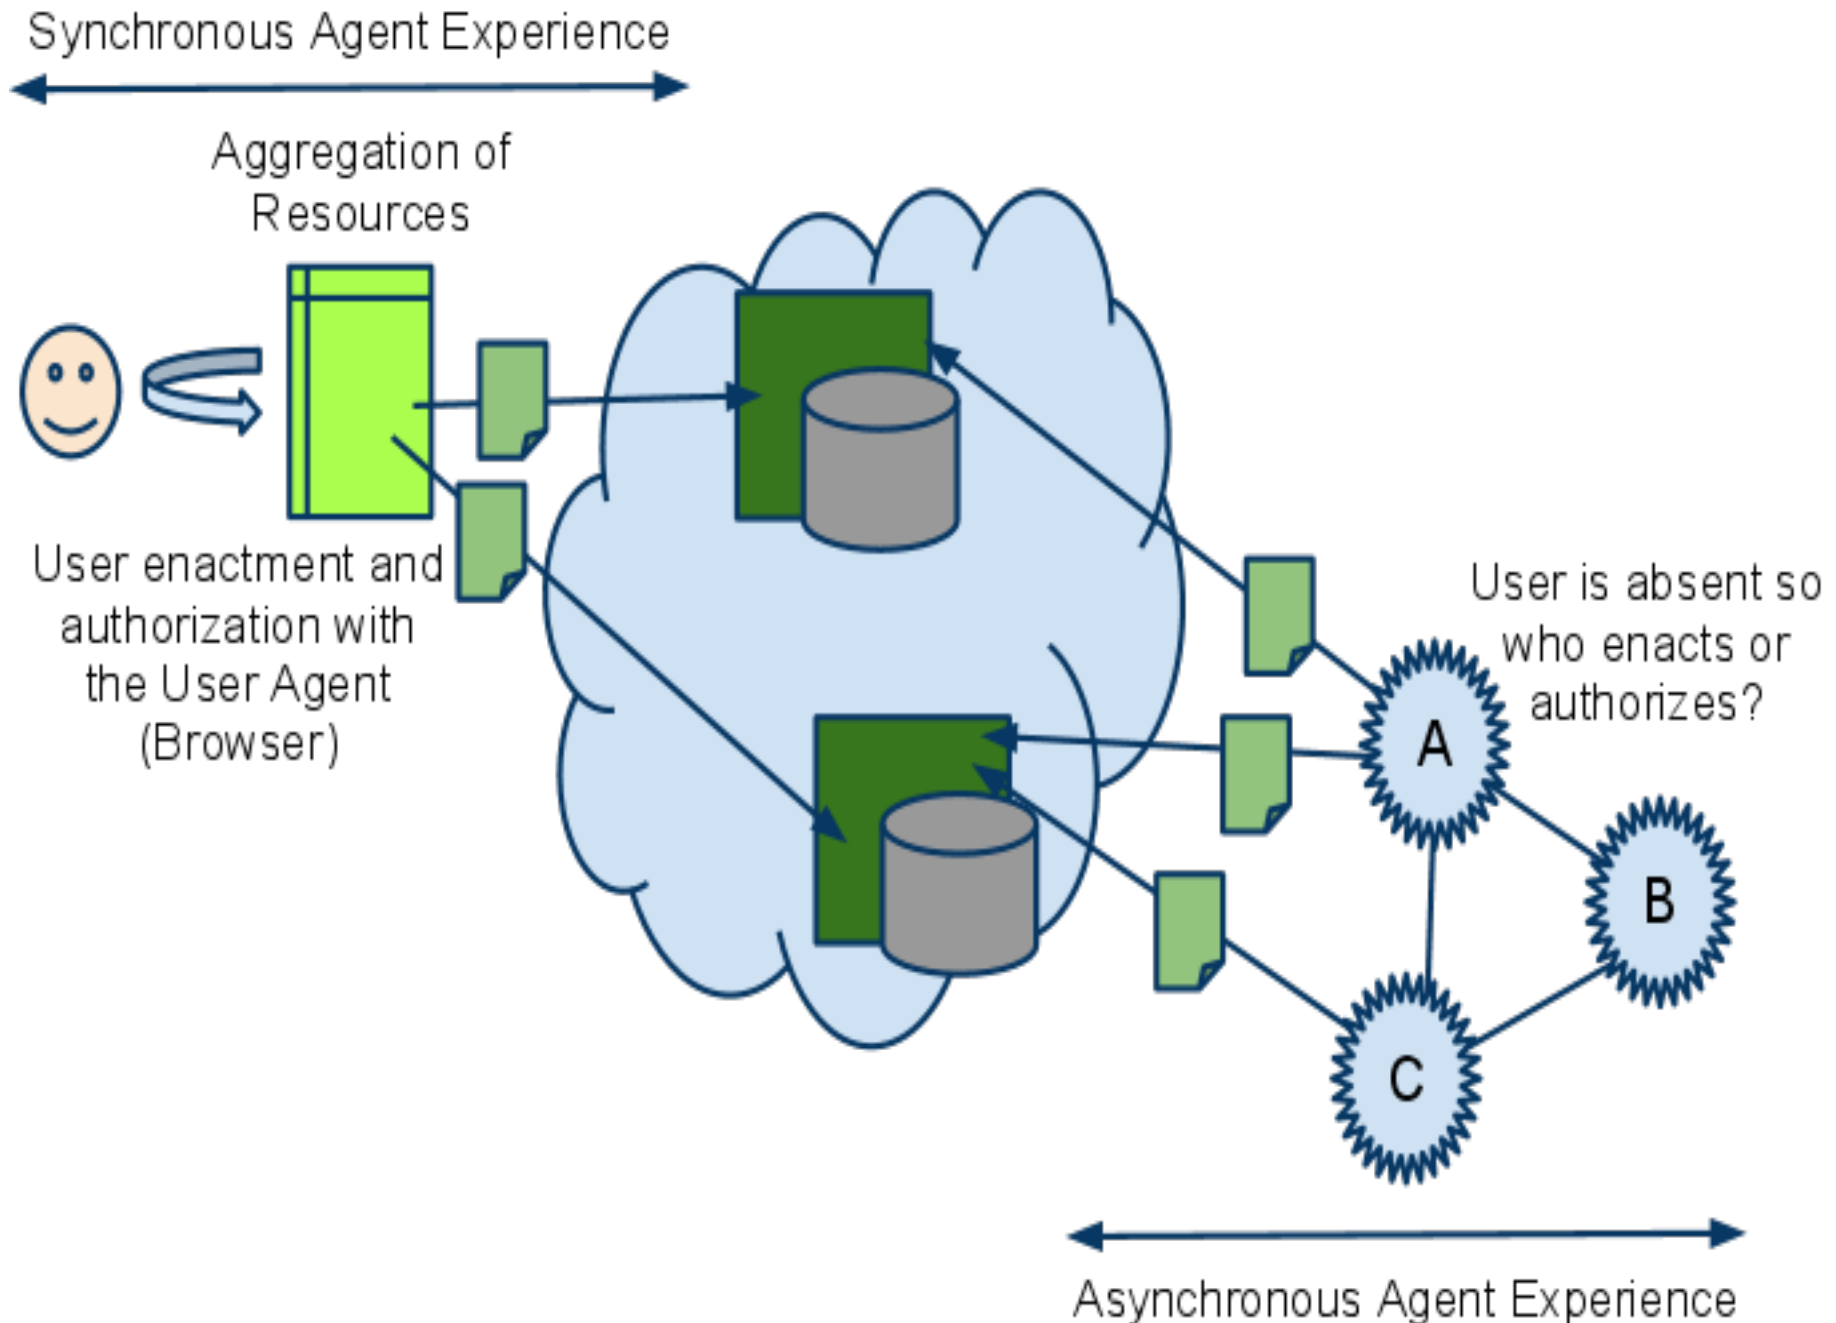 Synchronous Agent Experience
Aggregation of
Resources
User enactment and
authorization with
the User Agent
(Browser)
User is absent so
who enacts or
authorizes?
A
B
C
Asynchronous Agent Experience